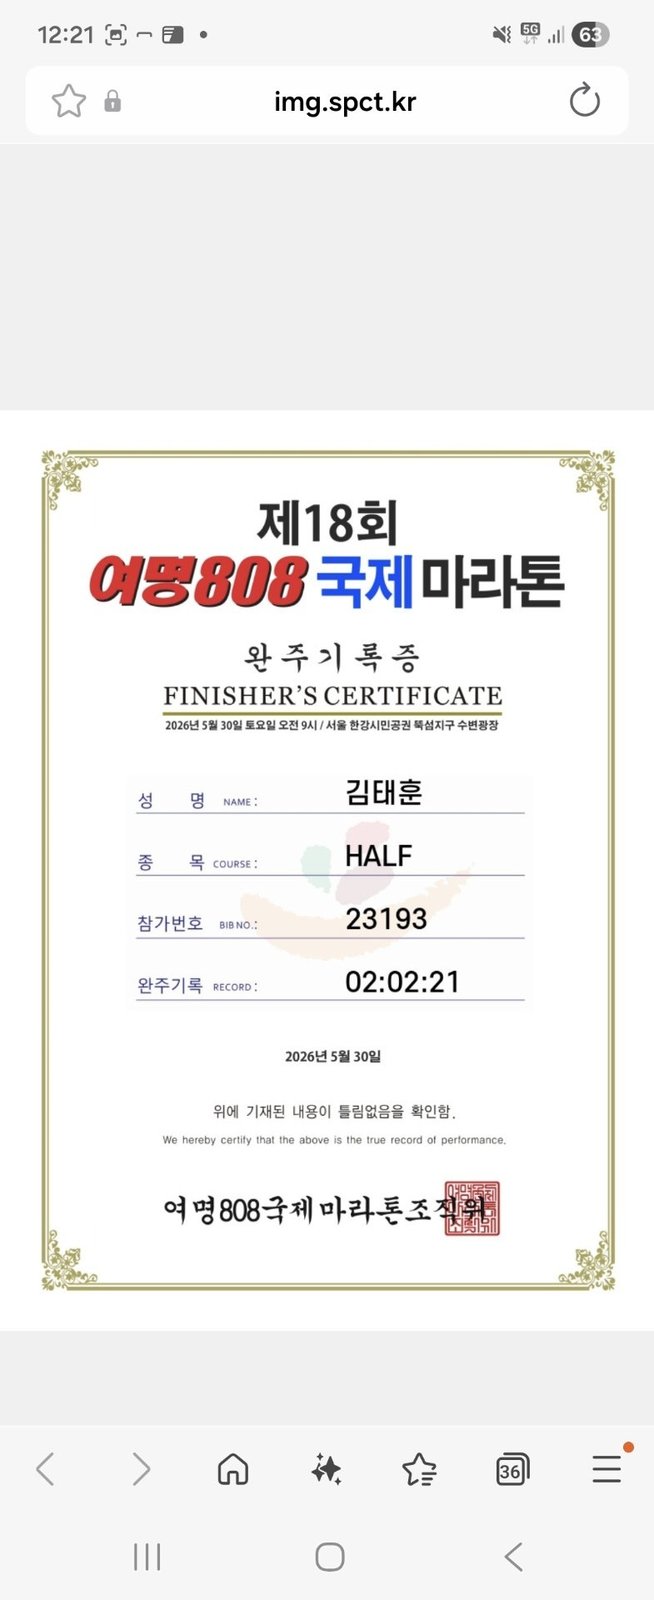 12:21
5G
63
img.spct.kr
제18회
여명808 국제마라톤
완주기록증
FINISHER'S CERTIFICATE
2026년 5월 30일 토요일 오전 9시 / 서울 한강시민공권 뚝섬지구 수변광장
성 명 NAME : 김태훈
종 목 COURSE : HALF
참가번호 BIB NO.: 23193
완주기록 RECORD : 02:02:21
2026년 5월 30일
위에 기재된 내용이 틀림없음을 확인함.
We hereby certify that the above is the true record of performance.
여명808국제마라톤조직위
36